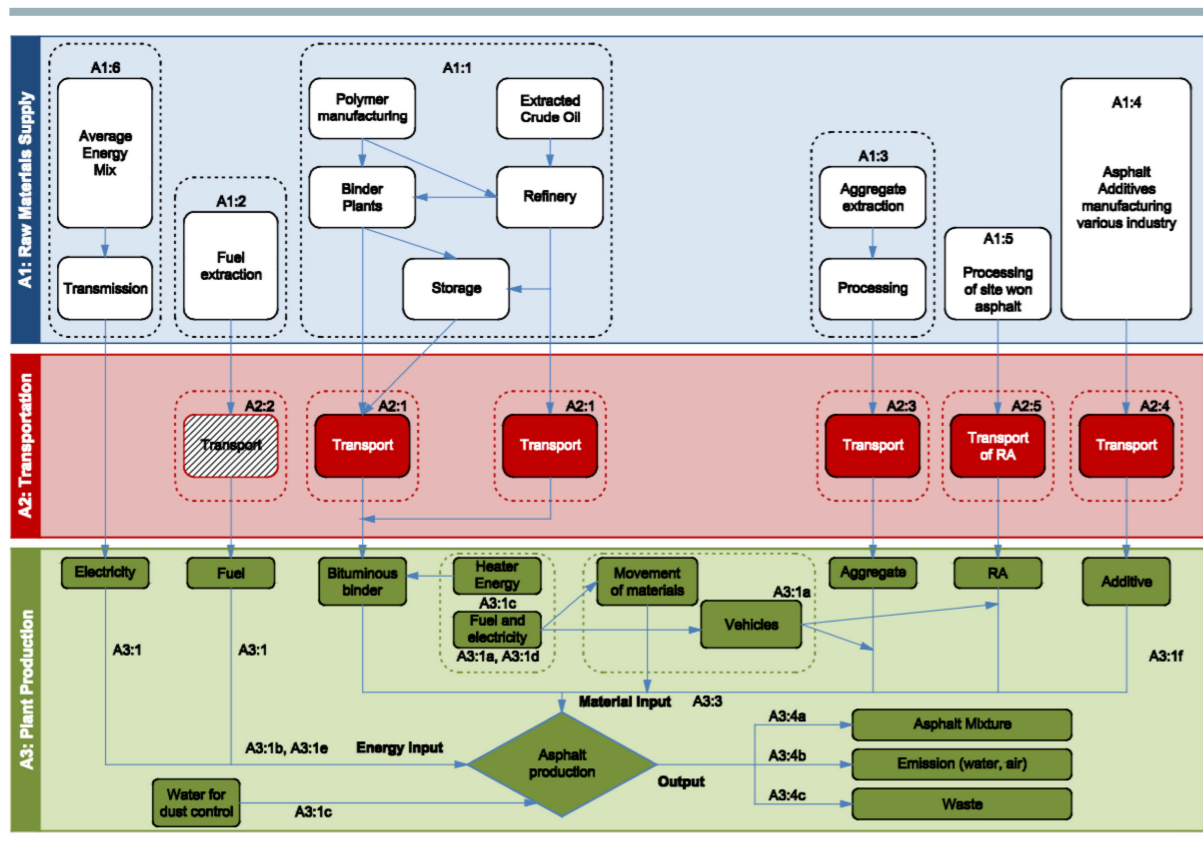 A1: Raw Materials Supply
A1:6
Average
Energy
Mix
Transmission
A1:2
Fuel
extraction
A1:1
Polymer
manufacturing
Extracted
Crude Oil
Binder
Plants
Refinery
Storage
A1:3
Aggregate
extraction
Processing
A1:5
Processing
of site won
asphalt
A1:4
Asphalt
Additives
manufacturing
various industry
A2: Transportation
A2:2
Transport
A2:1
Transport
A2:1
Transport
A2:3
Transport
A2:5
Transport
of RA
A2:4
Transport
A3: Plant Production
Electricity
Fuel
Bituminous
binder
Heater
Energy
A3:1c
Fuel and
electricity
A3:1a, A3:1d
Movement
of materials
A3:1a
Vehicles
Aggregate
RA
Additive
A3:1
A3:1
A3:1f
Material Input
A3:3
A3:1b, A3:1e
Energy Input
Asphalt
production
Output
Water for
dust control
A3:1c
A3:4a
Asphalt Mixture
A3:4b
Emission (water, air)
A3:4c
Waste